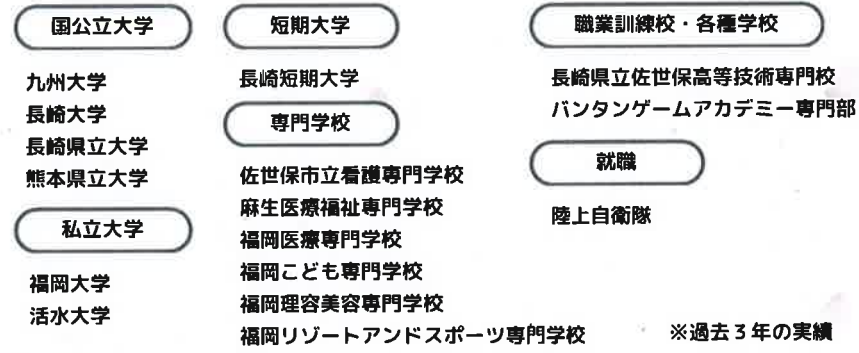 国公立大学
九州大学
長崎大学
長崎県立大学
熊本県立大学
私立大学
福岡大学
活水大学
短期大学
長崎短期大学
専門学校
佐世保市立看護専門学校
麻生医療福祉専門学校
福岡医療専門学校
福岡こども専門学校
福岡理容美容専門学校
福岡リゾートアンドスポーツ専門学校
職業訓練校・各種学校
長崎県立佐世保高等技術専門校
バンタンゲームアカデミー専門部
就職
陸上自衛隊
※過去3年の実績